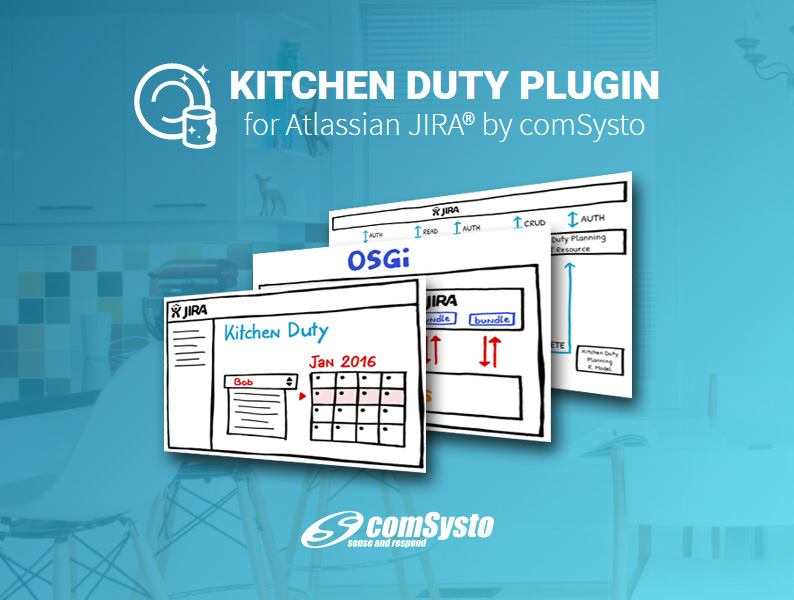 KITCHEN DUTY PLUGIN
for Atlassian JIRA® by comSysto
JIRA
AUTH
READ
AUTH
CRUD
AUTH
Duty Planning
Resource
Kitchen Duty
Planning
R. Model
OSGi
JIRA
bundle
JIRA
Kitchen Duty
Jan 2016
Bob
comSysto
sense and respond